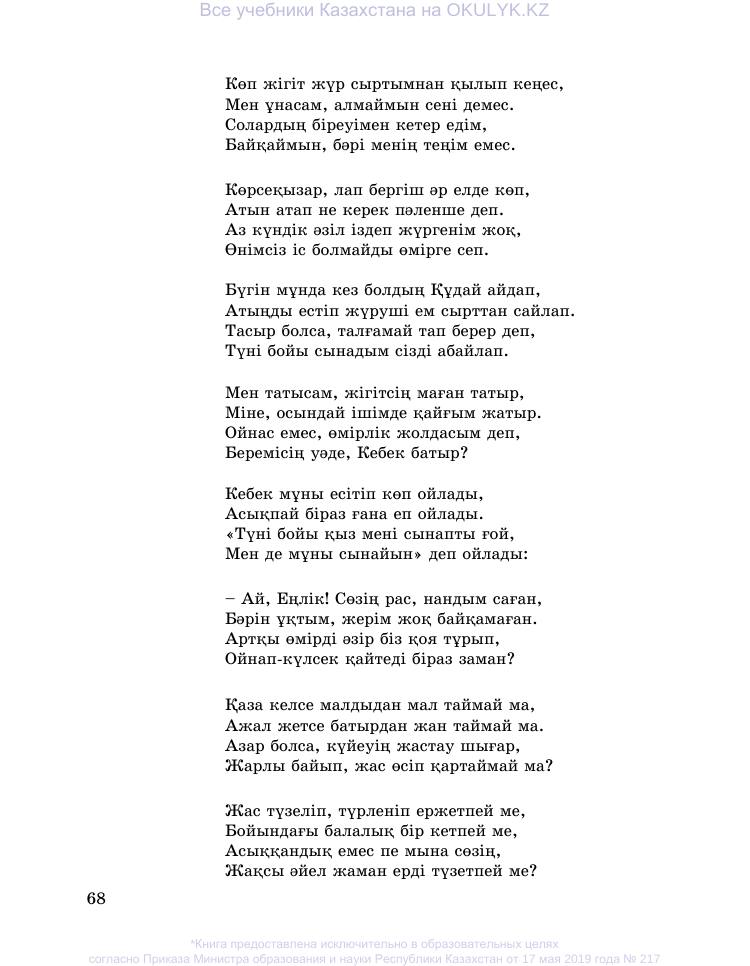 Все учебники Казахстана на OKULYK.KZ
Көп жігіт жүр сыртымнан қылып кеңес,
Мен ұнасам, алмаймын сені демес.
Солардың біреуімен кетер едім,
Байқаймын, бәрі менің теңім емес.
Көрсеқызар, лап бергіш әр елде көп,
Атын атап не керек пәленше деп.
Аз күндік әзіл іздеп жүргенім жоқ,
Өнімсіз іс болмайды өмірге сеп.
Бүгін мұнда кез болдың Құдай айдап,
Атыңды естіп жүруші ем сырттан сайлап.
Тасыр болса, талғамай тап берер деп,
Түні бойы сынадым сізді абайлап.
Мен татысам, жігітсің маған татыр,
Міне, осындай ішімде қайғым жатыр.
Ойнас емес, өмірлік жолдасым деп,
Беремісің уәде, Кебек батыр?
Кебек мұны есітіп көп ойлады,
Асықпай біраз ғана еп ойлады.
«Түні бойы қыз мені сынапты ғой,
Мен де мұны сынайын» деп ойлады:
– Ай, Еңлік! Сөзің рас, нандым саған,
Бәрін ұқтым, жерім жоқ байқамаған.
Артқы өмірді әзір біз қоя тұрып,
Ойнап-күлсек қайтеді біраз заман?
Қаза келсе малдыдан мал таймай ма,
Ажал жетсе батырдан жан таймай ма.
Азар болса, күйеуің жастау шығар,
Жарлы байып, жас өсіп қартаймай ма?
Жас түзеліп, түрленіп ержетпей ме,
Бойындағы балалық бір кетпей ме,
Асыққандық емес пе мына сөзің,
Жақсы әйел жаман ерді түзетпей ме?
68
*Книга предоставлена исключительно в образовательных целях
согласно Приказа Министра образования и науки Республики Казахстан от 17 мая 2019 года № 217